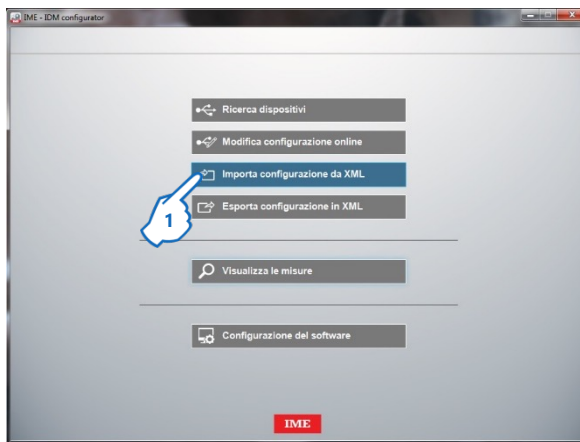 IME - IDM configurator
Ricerca dispositivi
Modifica configurazione online
Importa configurazione da XML
1
Esporta configurazione in XML
Visualizza le misure
Configurazione del software
IME